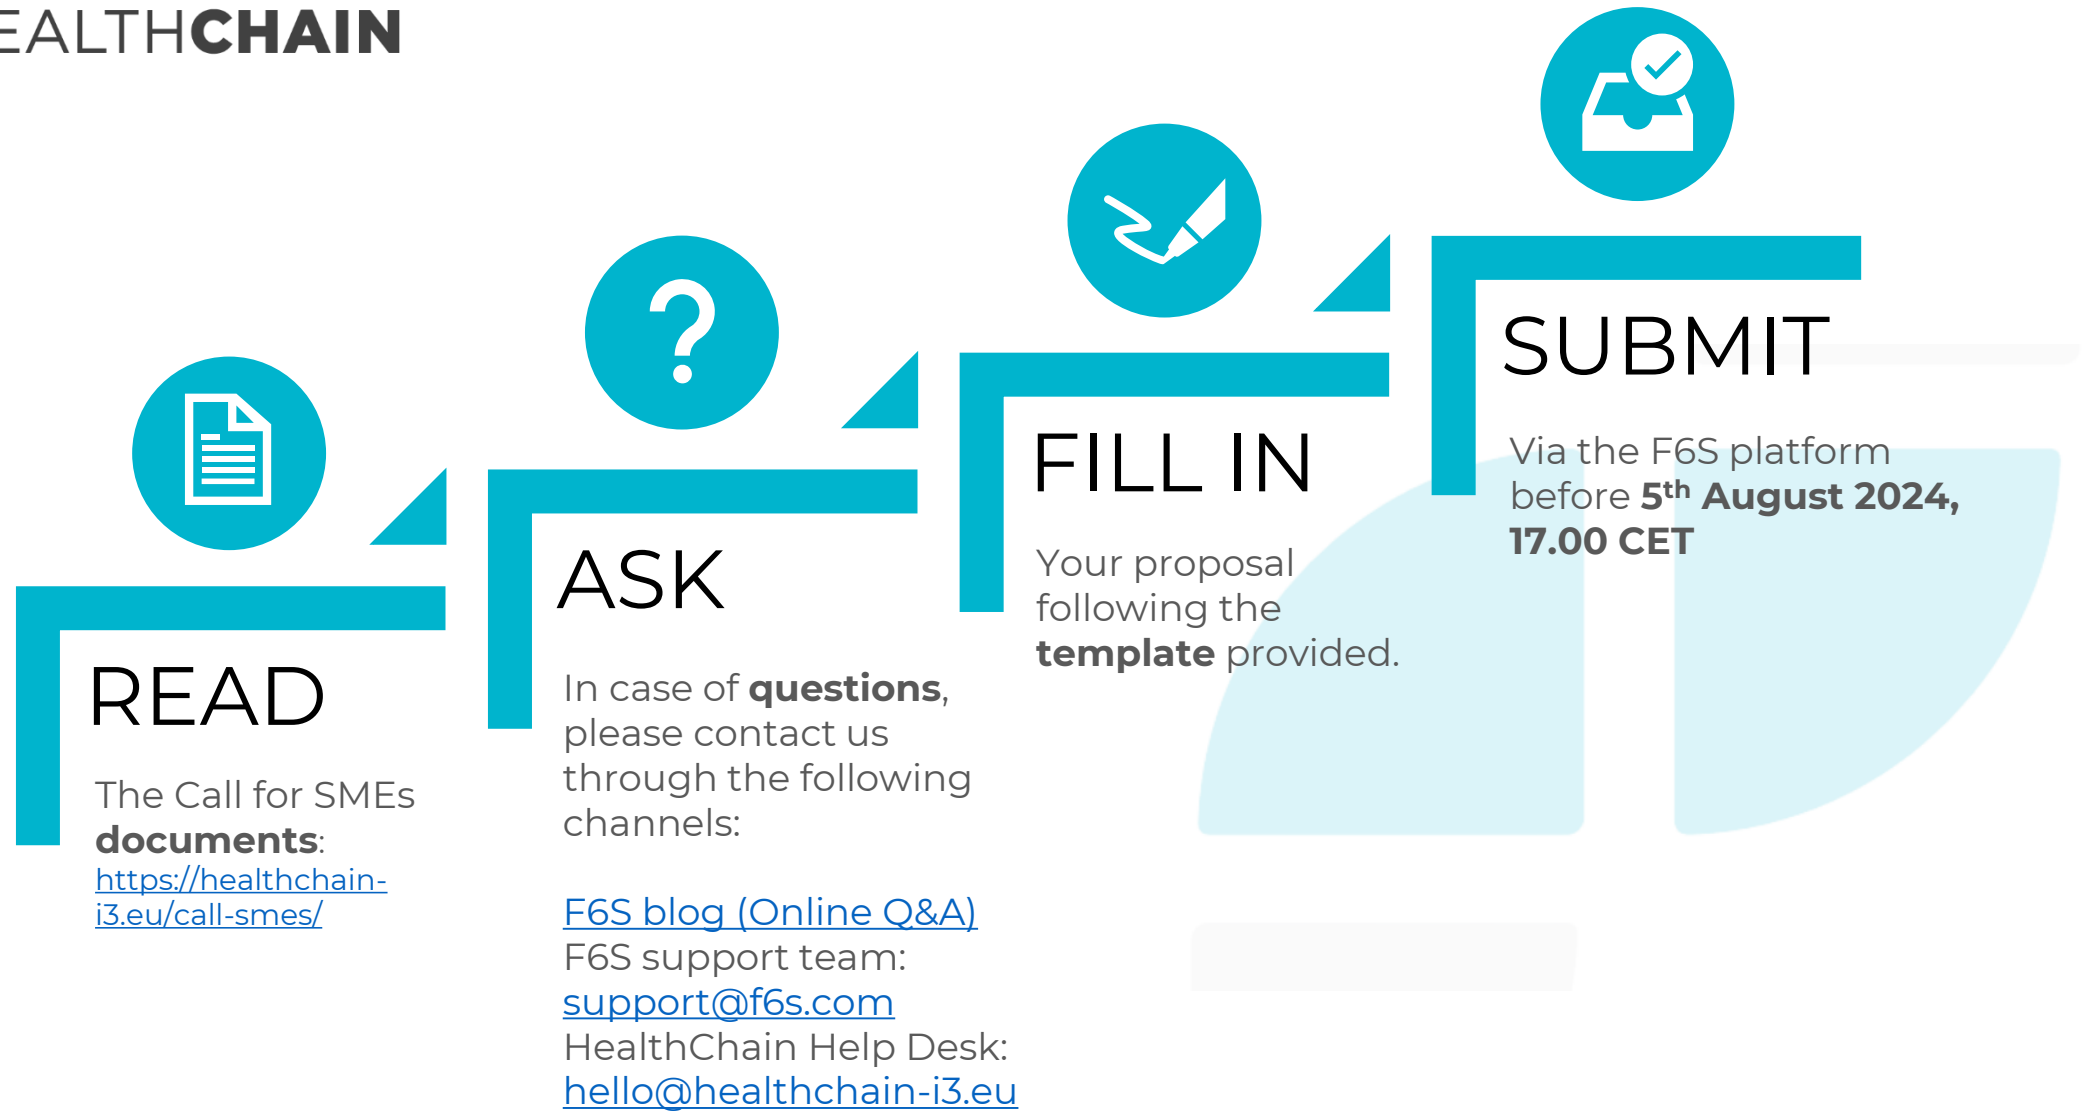 EALTHCHAIN
READ
The Call for SMEs
documents:
https://healthchain-
i3.eu/call-smes/
ASK
In case of questions,
please contact us
through the following
channels:
F6S blog (Online Q&A)
F6S support team:
support@f6s.com
HealthChain Help Desk:
hello@healthchain-i3.eu
FILL IN
Your proposal
following the
template provided.
SUBMIT
Via the F6S platform
before 5th August 2024,
17.00 CET